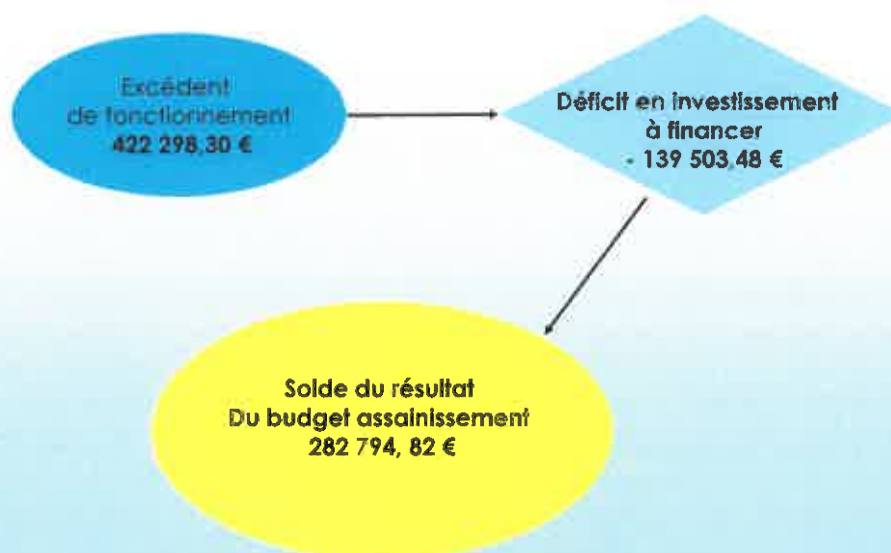 Excédent
de fonctionnement
422 298,30 €
Déficit en investissement
à financer
- 139 503,48 €
Solde du résultat
Du budget assainissement
282 794, 82 €